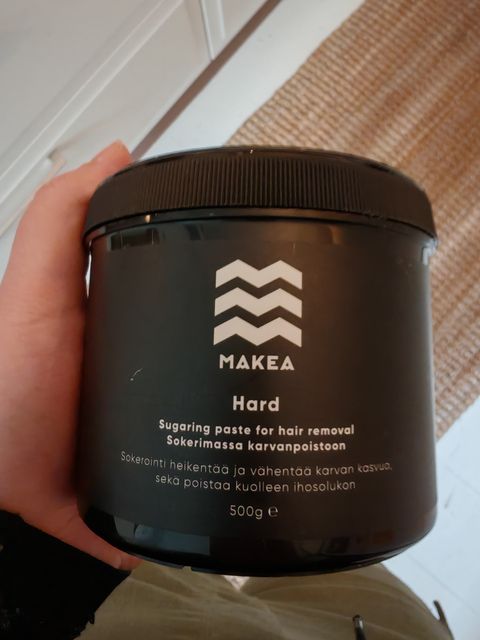 MAKEA
Hard
Sugaring paste for hair removal
Sokerimassa karvanpoistoon
Sokerointi heikentää ja vähentää karvan kasvua,
sekä poistaa kuolleen ihosolukon
500g ℮